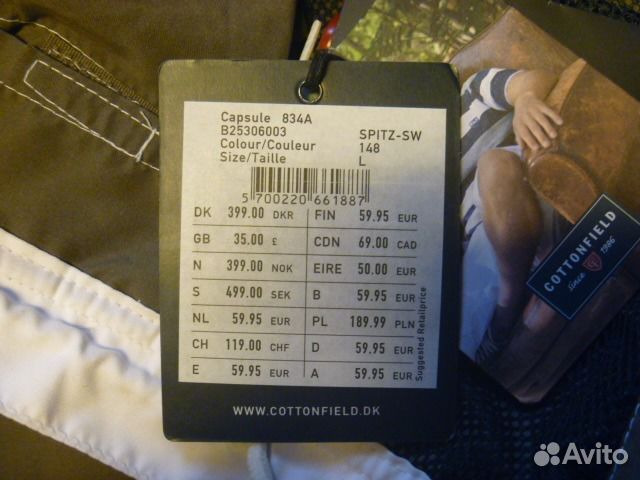 Capsule 834A
B25306003 SPITZ-SW
Colour/Couleur 148
Size/Taille L
5 700220 661887
DK 399.00 DKR FIN 59.95 EUR
GB 35.00 £ CDN 69.00 CAD
N 399.00 NOK EIRE 50.00 EUR
S 499.00 SEK B 59.95 EUR
NL 59.95 EUR PL 189.99 PLN
CH 119.00 CHF D 59.95 EUR
E 59.95 EUR A 59.95 EUR
Suggested Retailprice
WWW.COTTONFIELD.DK
COTTONFIELD
since 1986
Avito